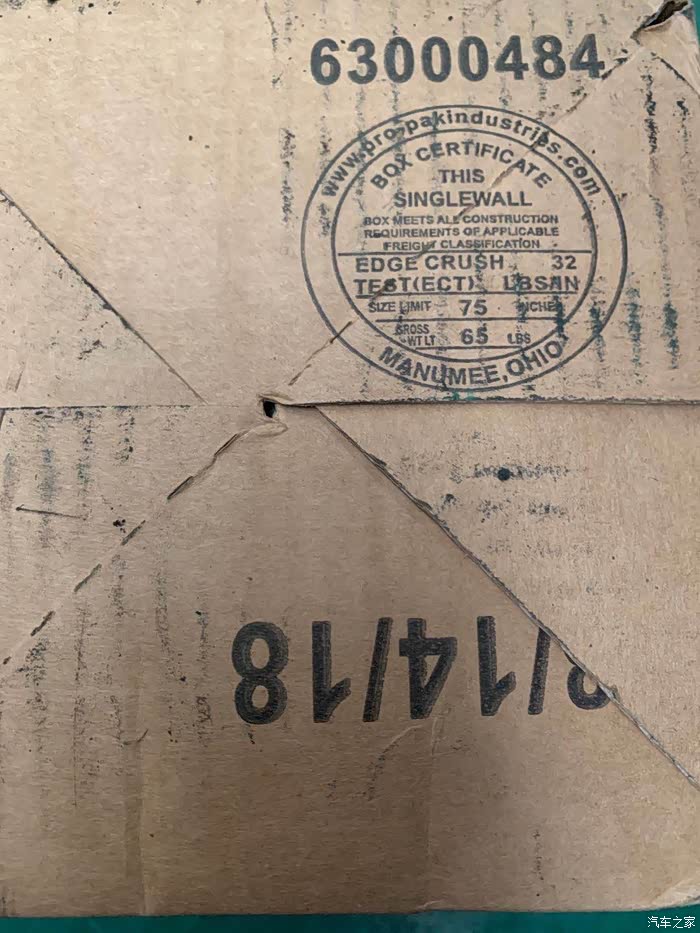 63000484
www.pro-pakindustries.com
BOX CERTIFICATE
THIS
SINGLEWALL
BOX MEETS ALL CONSTRUCTION
REQUIREMENTS OF APPLICABLE
FREIGHT CLASSIFICATION
EDGE CRUSH 32
TEST(ECT) LBS/IN
SIZE LIMIT 75 INCHES
GROSS
WT LT 65 LBS
MANUMEE, OHIO
/14/18
汽车之家